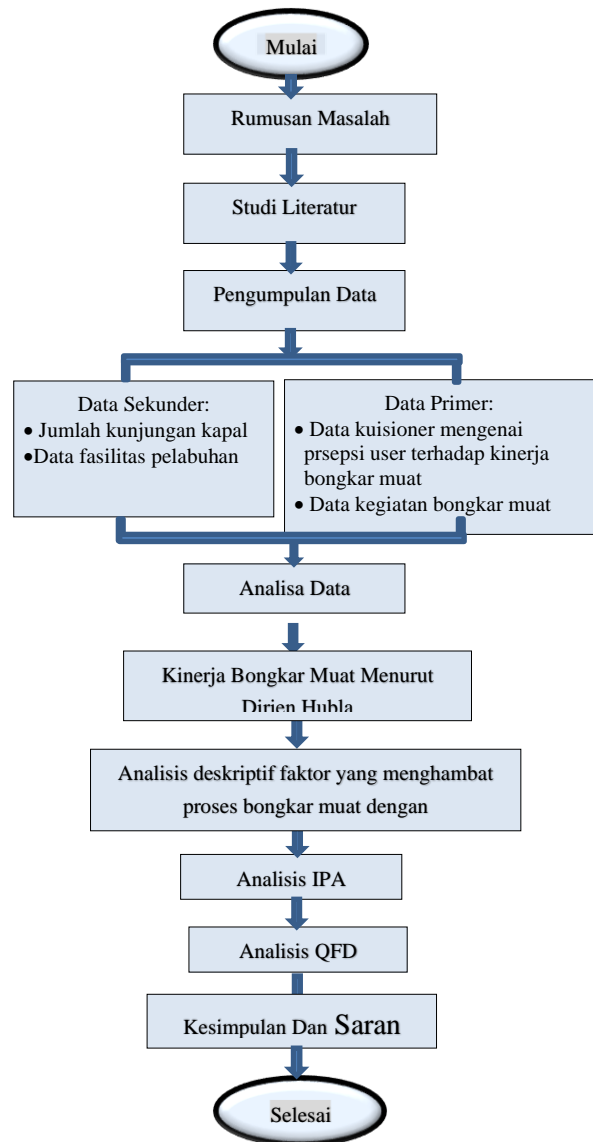 Mulai
Rumusan Masalah
Studi Literatur
Pengumpulan Data
Data Sekunder:
• Jumlah kunjungan kapal
•Data fasilitas pelabuhan
Data Primer:
• Data kuisioner mengenai
prsepsi user terhadap kinerja
bongkar muat
• Data kegiatan bongkar muat
Analisa Data
Kinerja Bongkar Muat Menurut
Dirjen Hubla
Analisis deskriptif faktor yang menghambat
proses bongkar muat dengan
Analisis IPA
Analisis QFD
Kesimpulan Dan Saran
Selesai